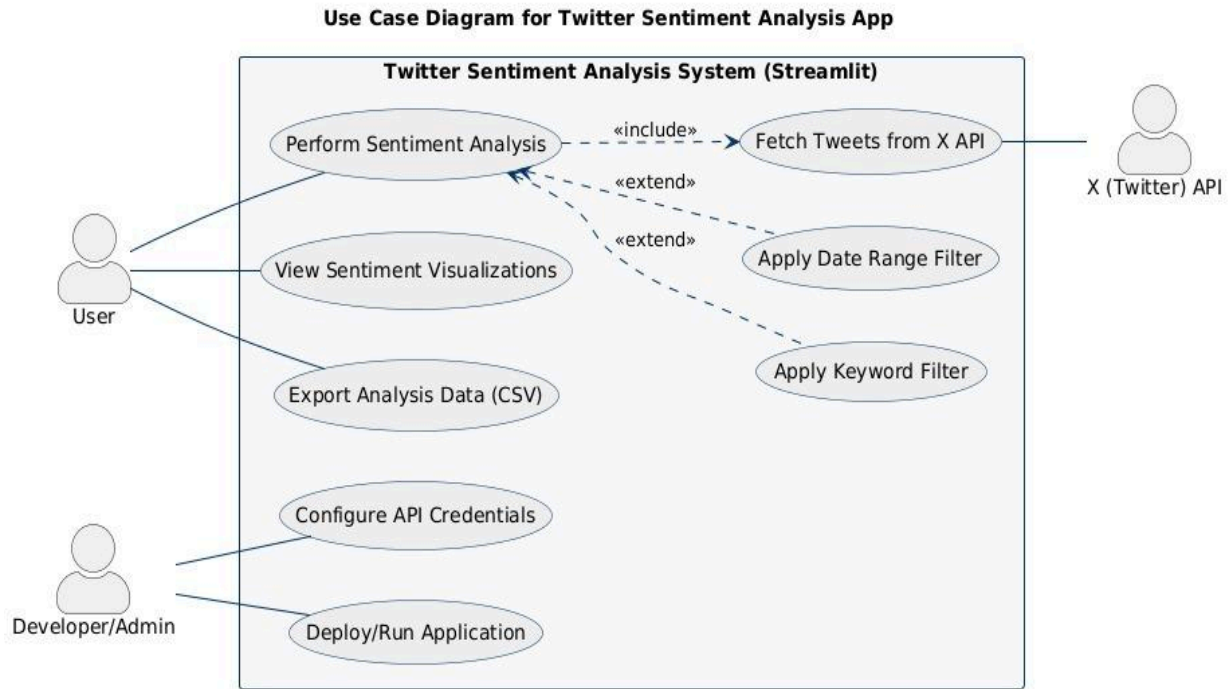 Use Case Diagram for Twitter Sentiment Analysis App
Twitter Sentiment Analysis System (Streamlit)
Perform Sentiment Analysis
«include»
Fetch Tweets from X API
X (Twitter) API
«extend»
«extend»
Apply Date Range Filter
View Sentiment Visualizations
User
Apply Keyword Filter
Export Analysis Data (CSV)
Configure API Credentials
Developer/Admin
Deploy/Run Application